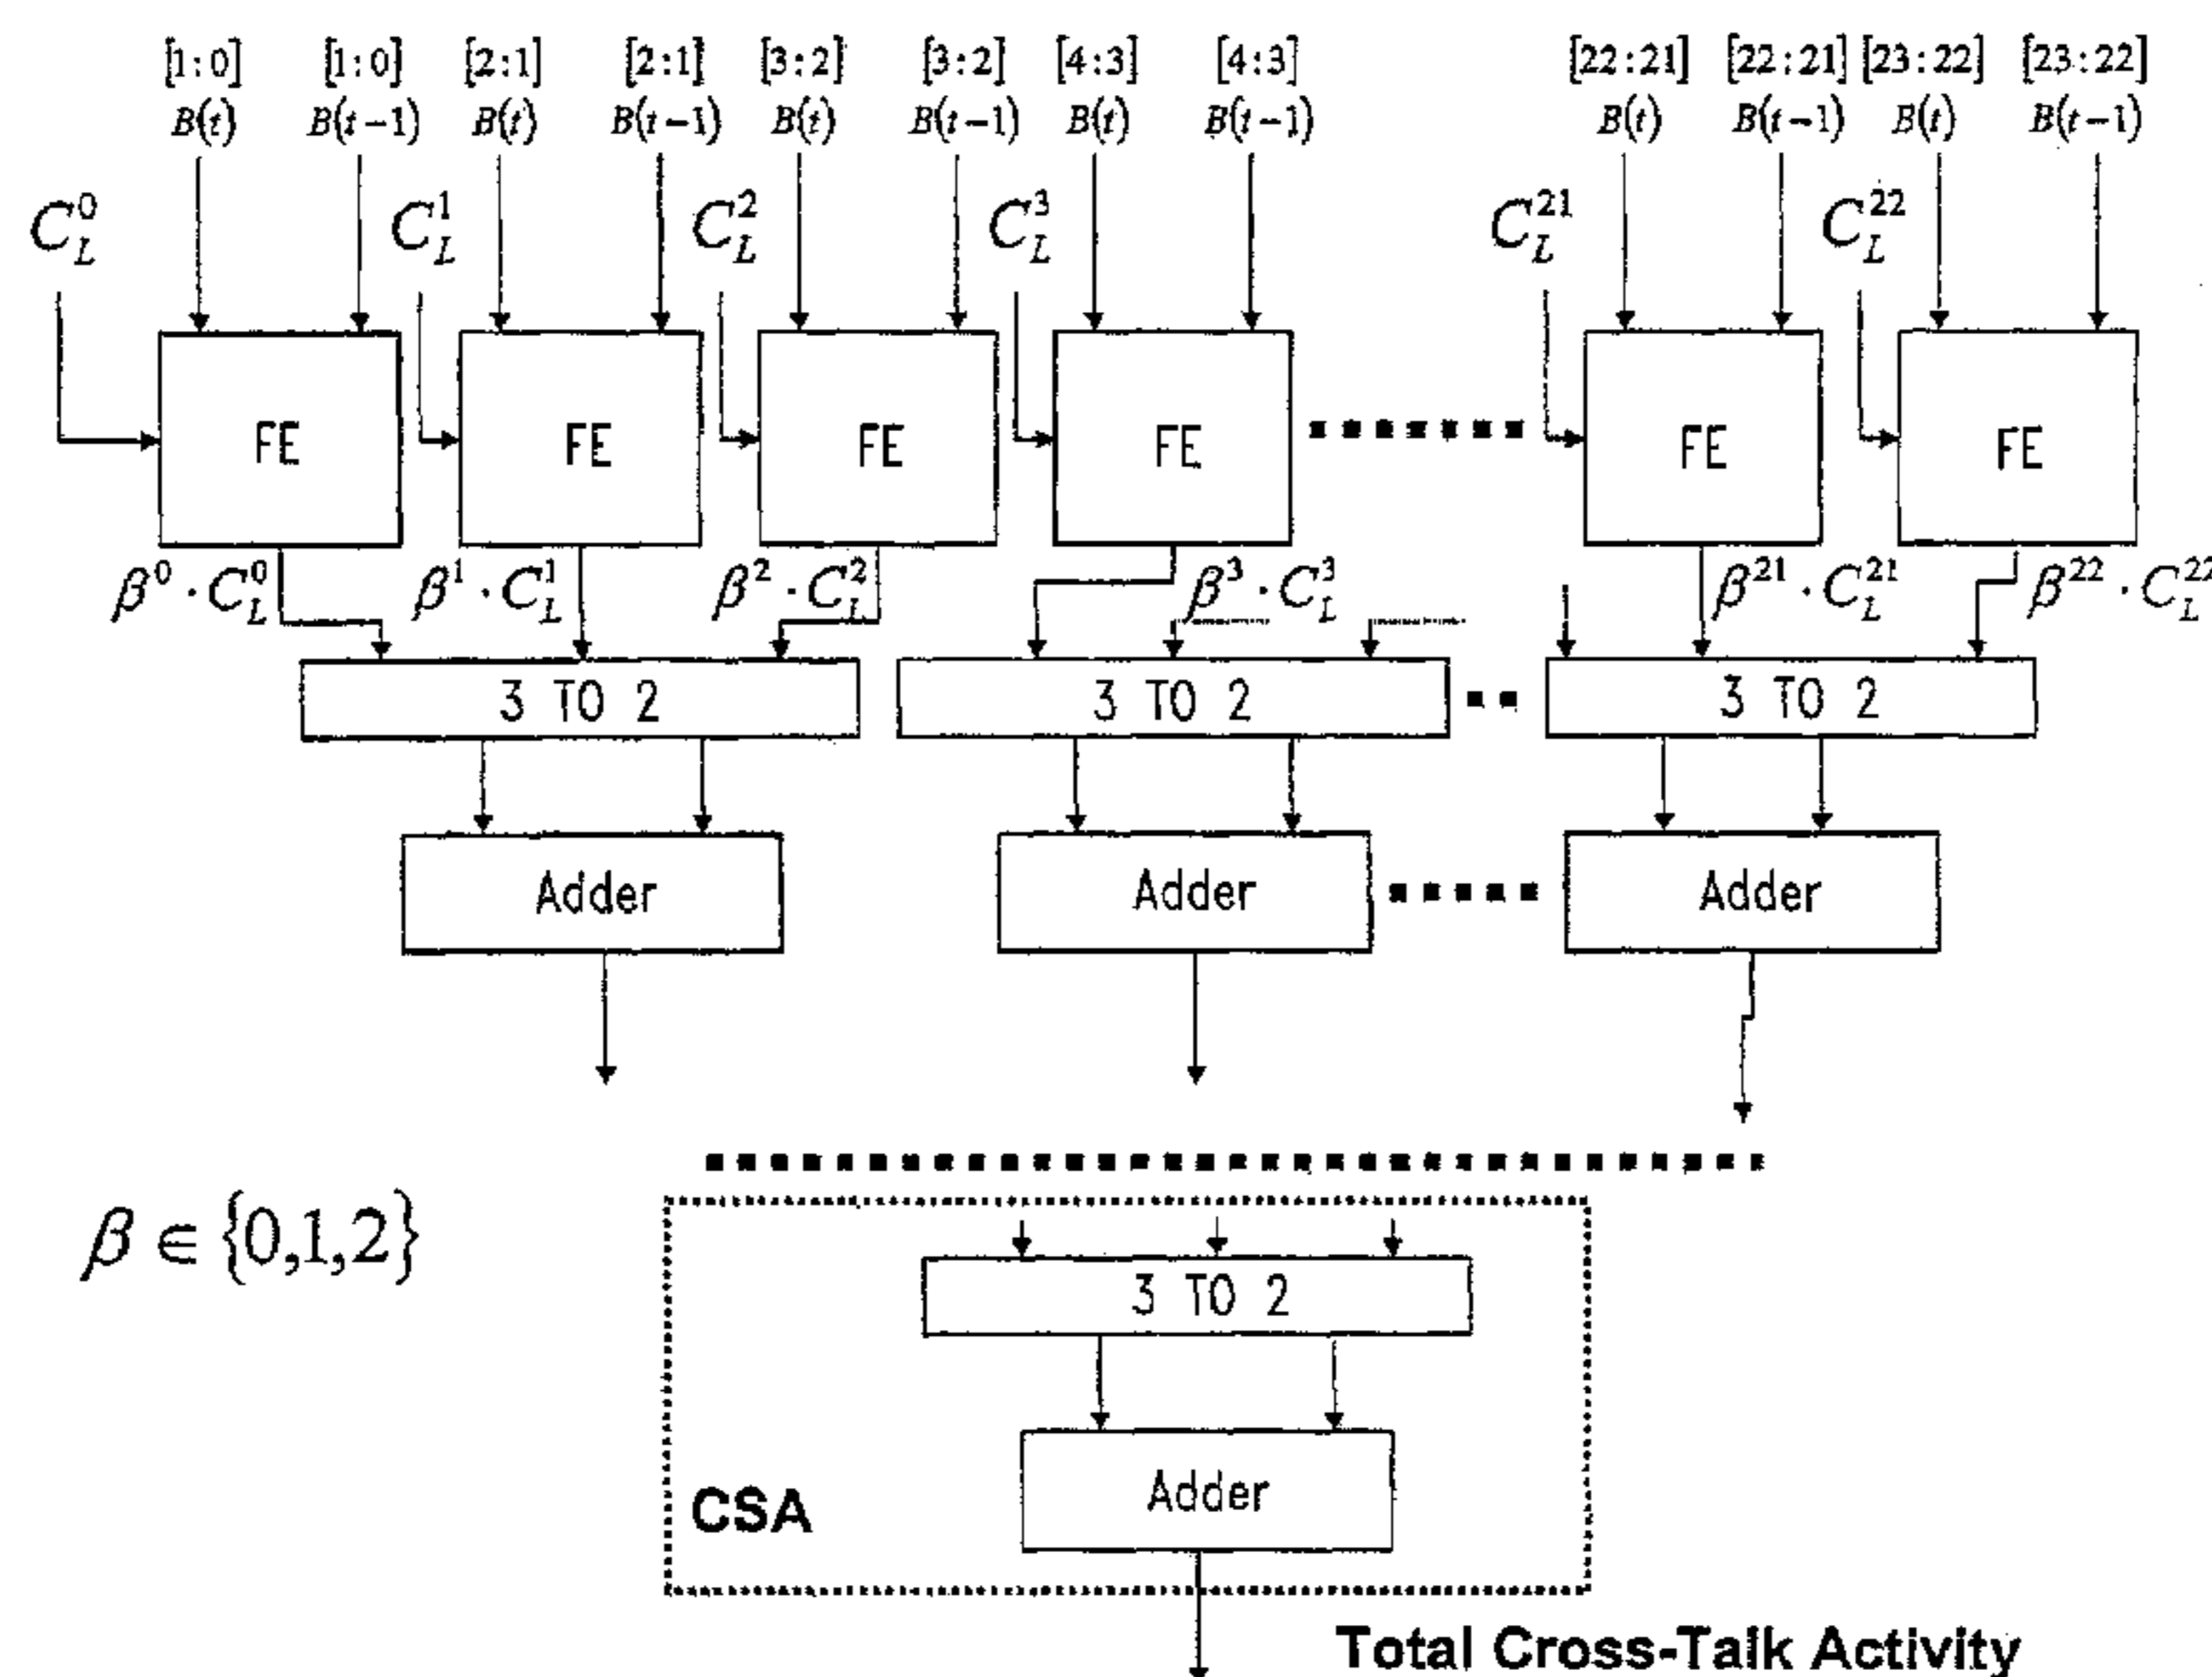 [1:0] [1:0] [2:1] [2:1] [3:2] [3:2] [4:3] [4:3] [22:21] [22:21] [23:22] [23:22]
B(t) B(t-1) B(t) B(t-1) B(t) B(t-1) B(t) B(t-1) B(t) B(t-1) B(t) B(t-1)
C_L^0 C_L^1 C_L^2 C_L^3 C_L^21 C_L^22
FE FE FE FE FE FE
β^0 · C_L^0 β^1 · C_L^1 β^2 · C_L^2 β^3 · C_L^3 β^21 · C_L^21 β^22 · C_L^22
3 TO 2 3 TO 2 3 TO 2
Adder Adder Adder
β ∈ {0,1,2}
3 TO 2
Adder
CSA
Total Cross-Talk Activity